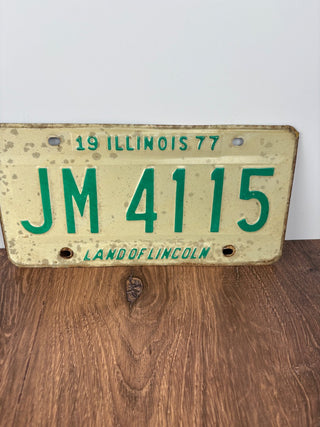 19 ILLINOIS 77
JM 4115
LAND OF LINCOLN